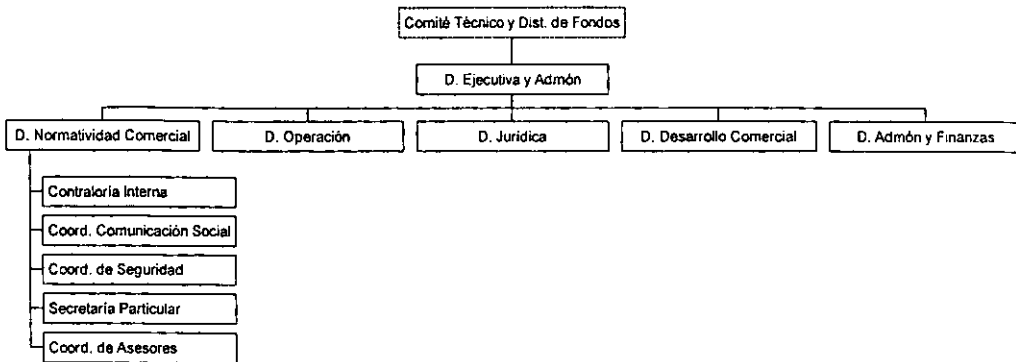 Comité Técnico y Dist. de Fondos
D. Ejecutiva y Admón
D. Normatividad Comercial
D. Operación
D. Jurídica
D. Desarrollo Comercial
D. Admón y Finanzas
Contraloría Interna
Coord. Comunicación Social
Coord. de Seguridad
Secretaría Particular
Coord. de Asesores